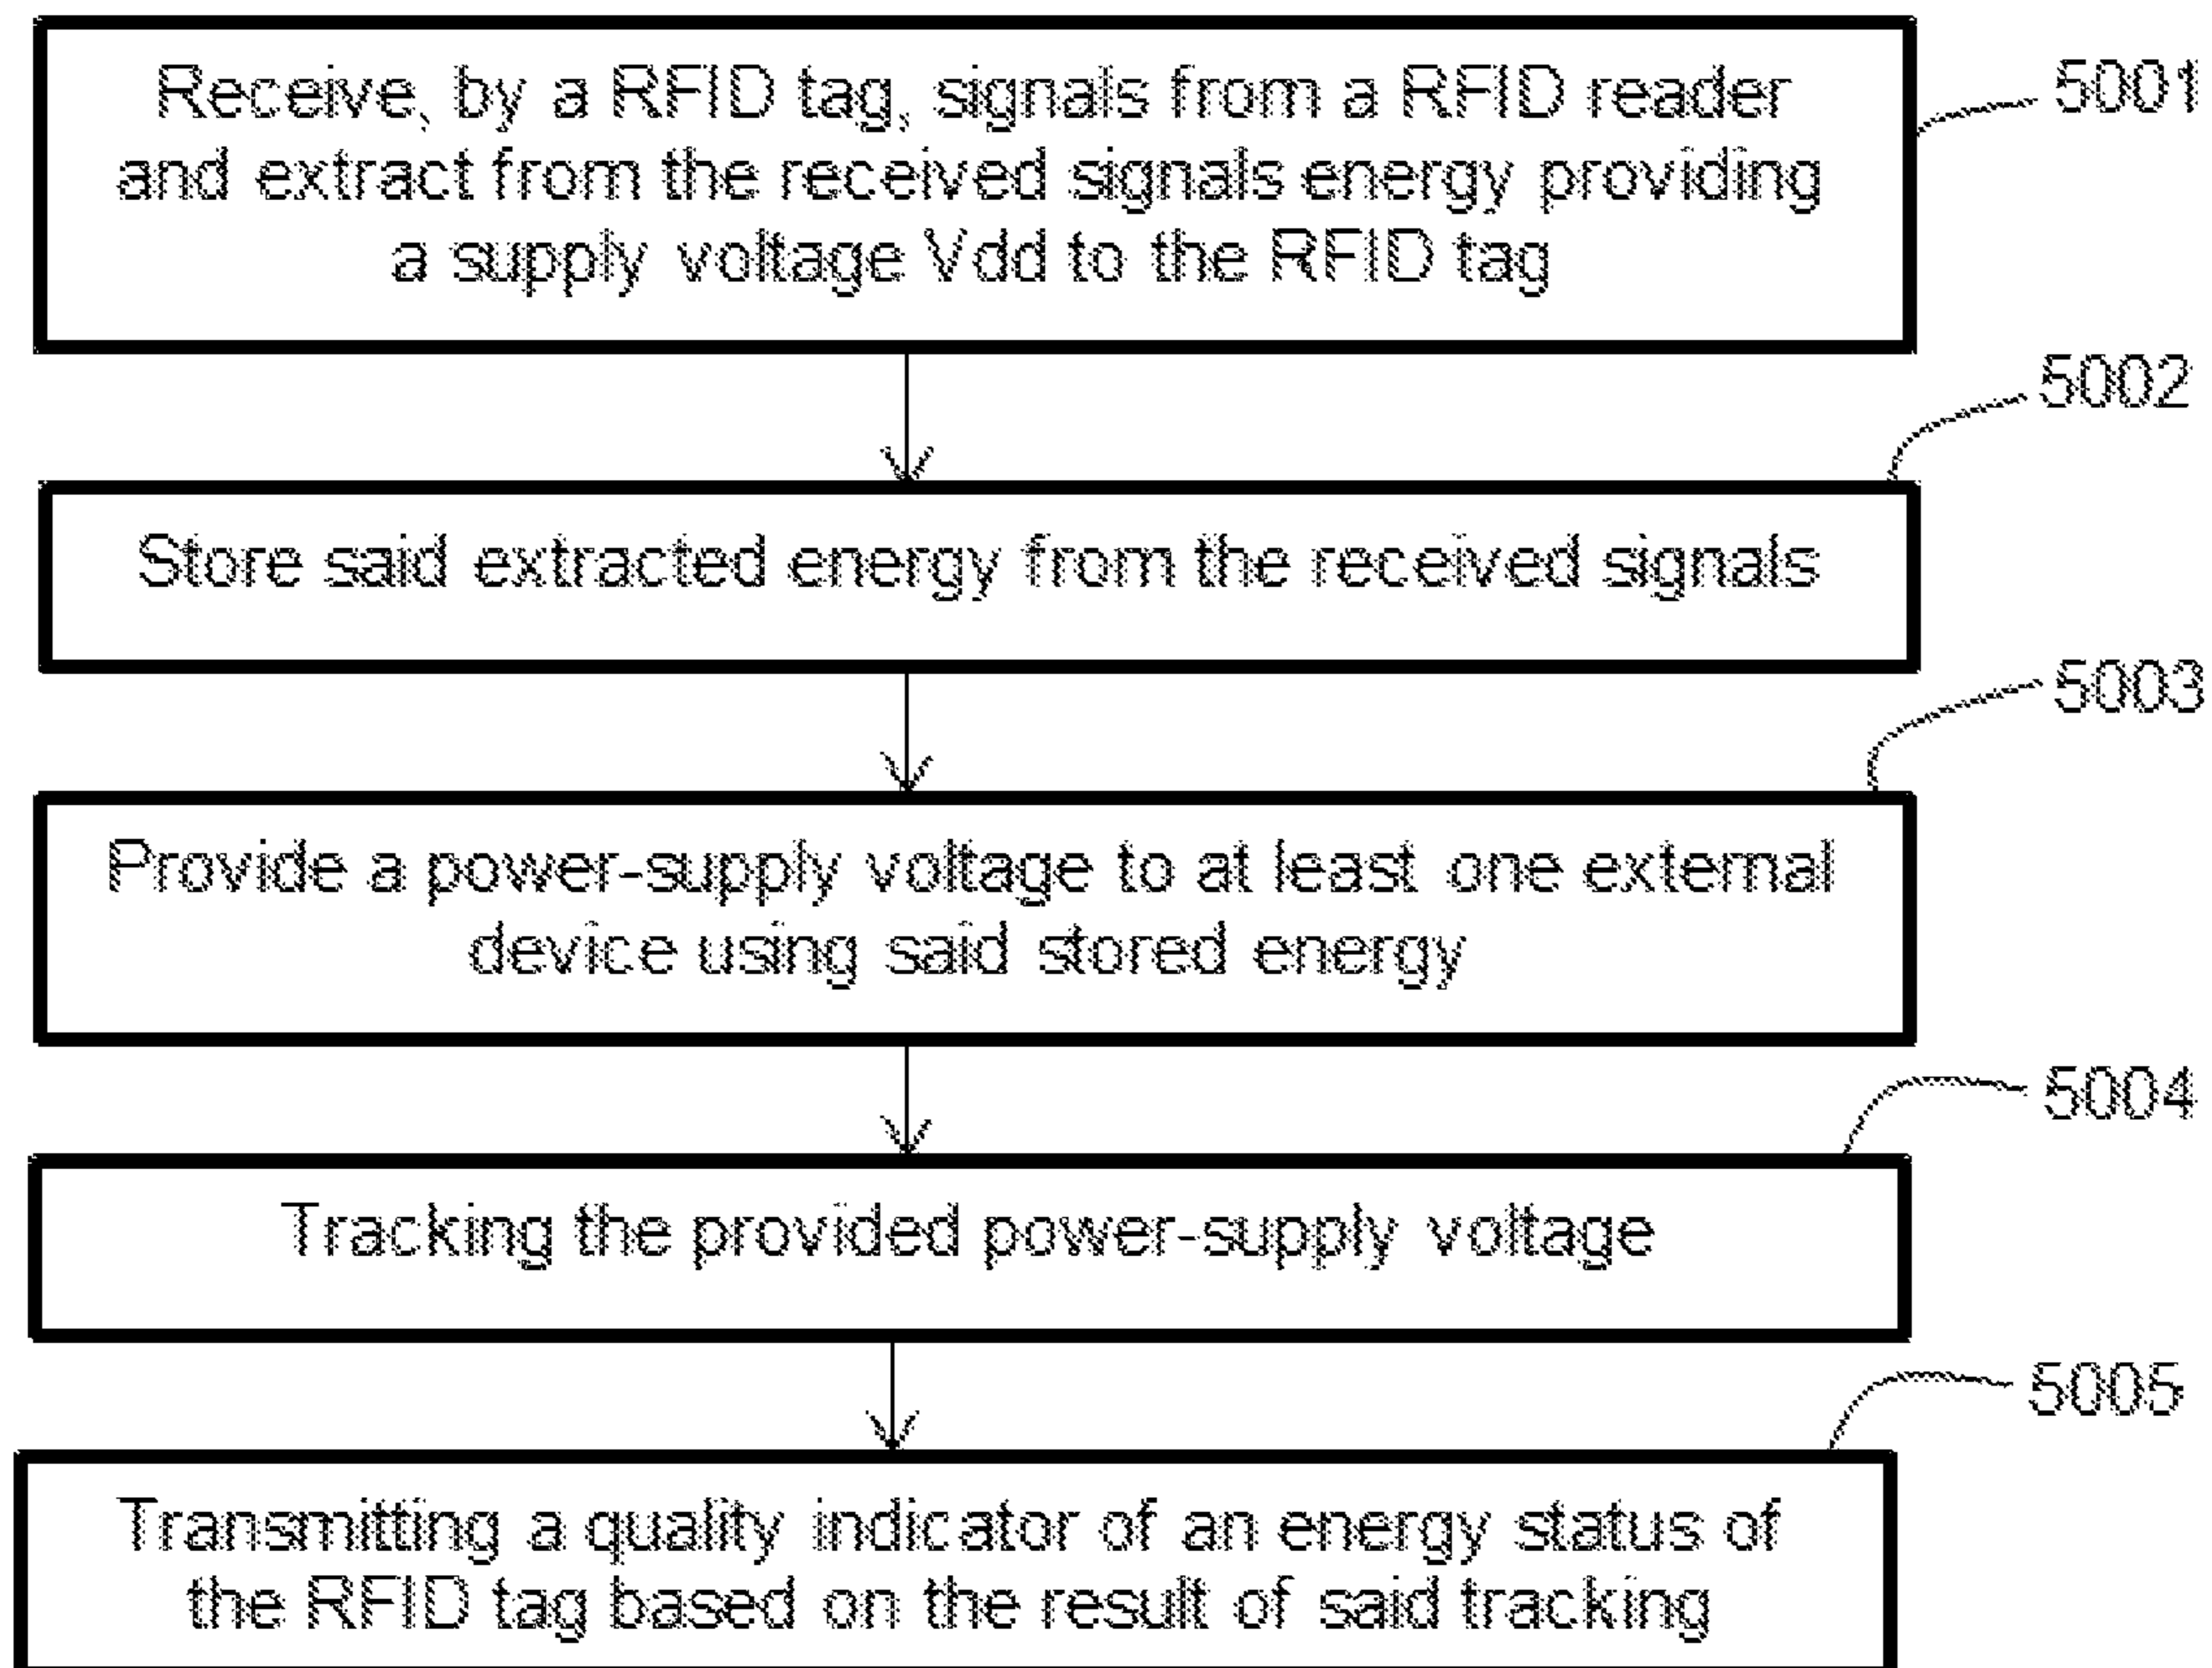 Receive, by a RFID tag, signals from a RFID reader
and extract from the received signals energy providing
a supply voltage Vdd to the RFID tag
5001
5002
Store said extracted energy from the received signals
5003
Provide a power-supply voltage to at least one external
device using said stored energy
5004
Tracking the provided power-supply voltage
5005
Transmitting a quality indicator of an energy status of
the RFID tag based on the result of said tracking